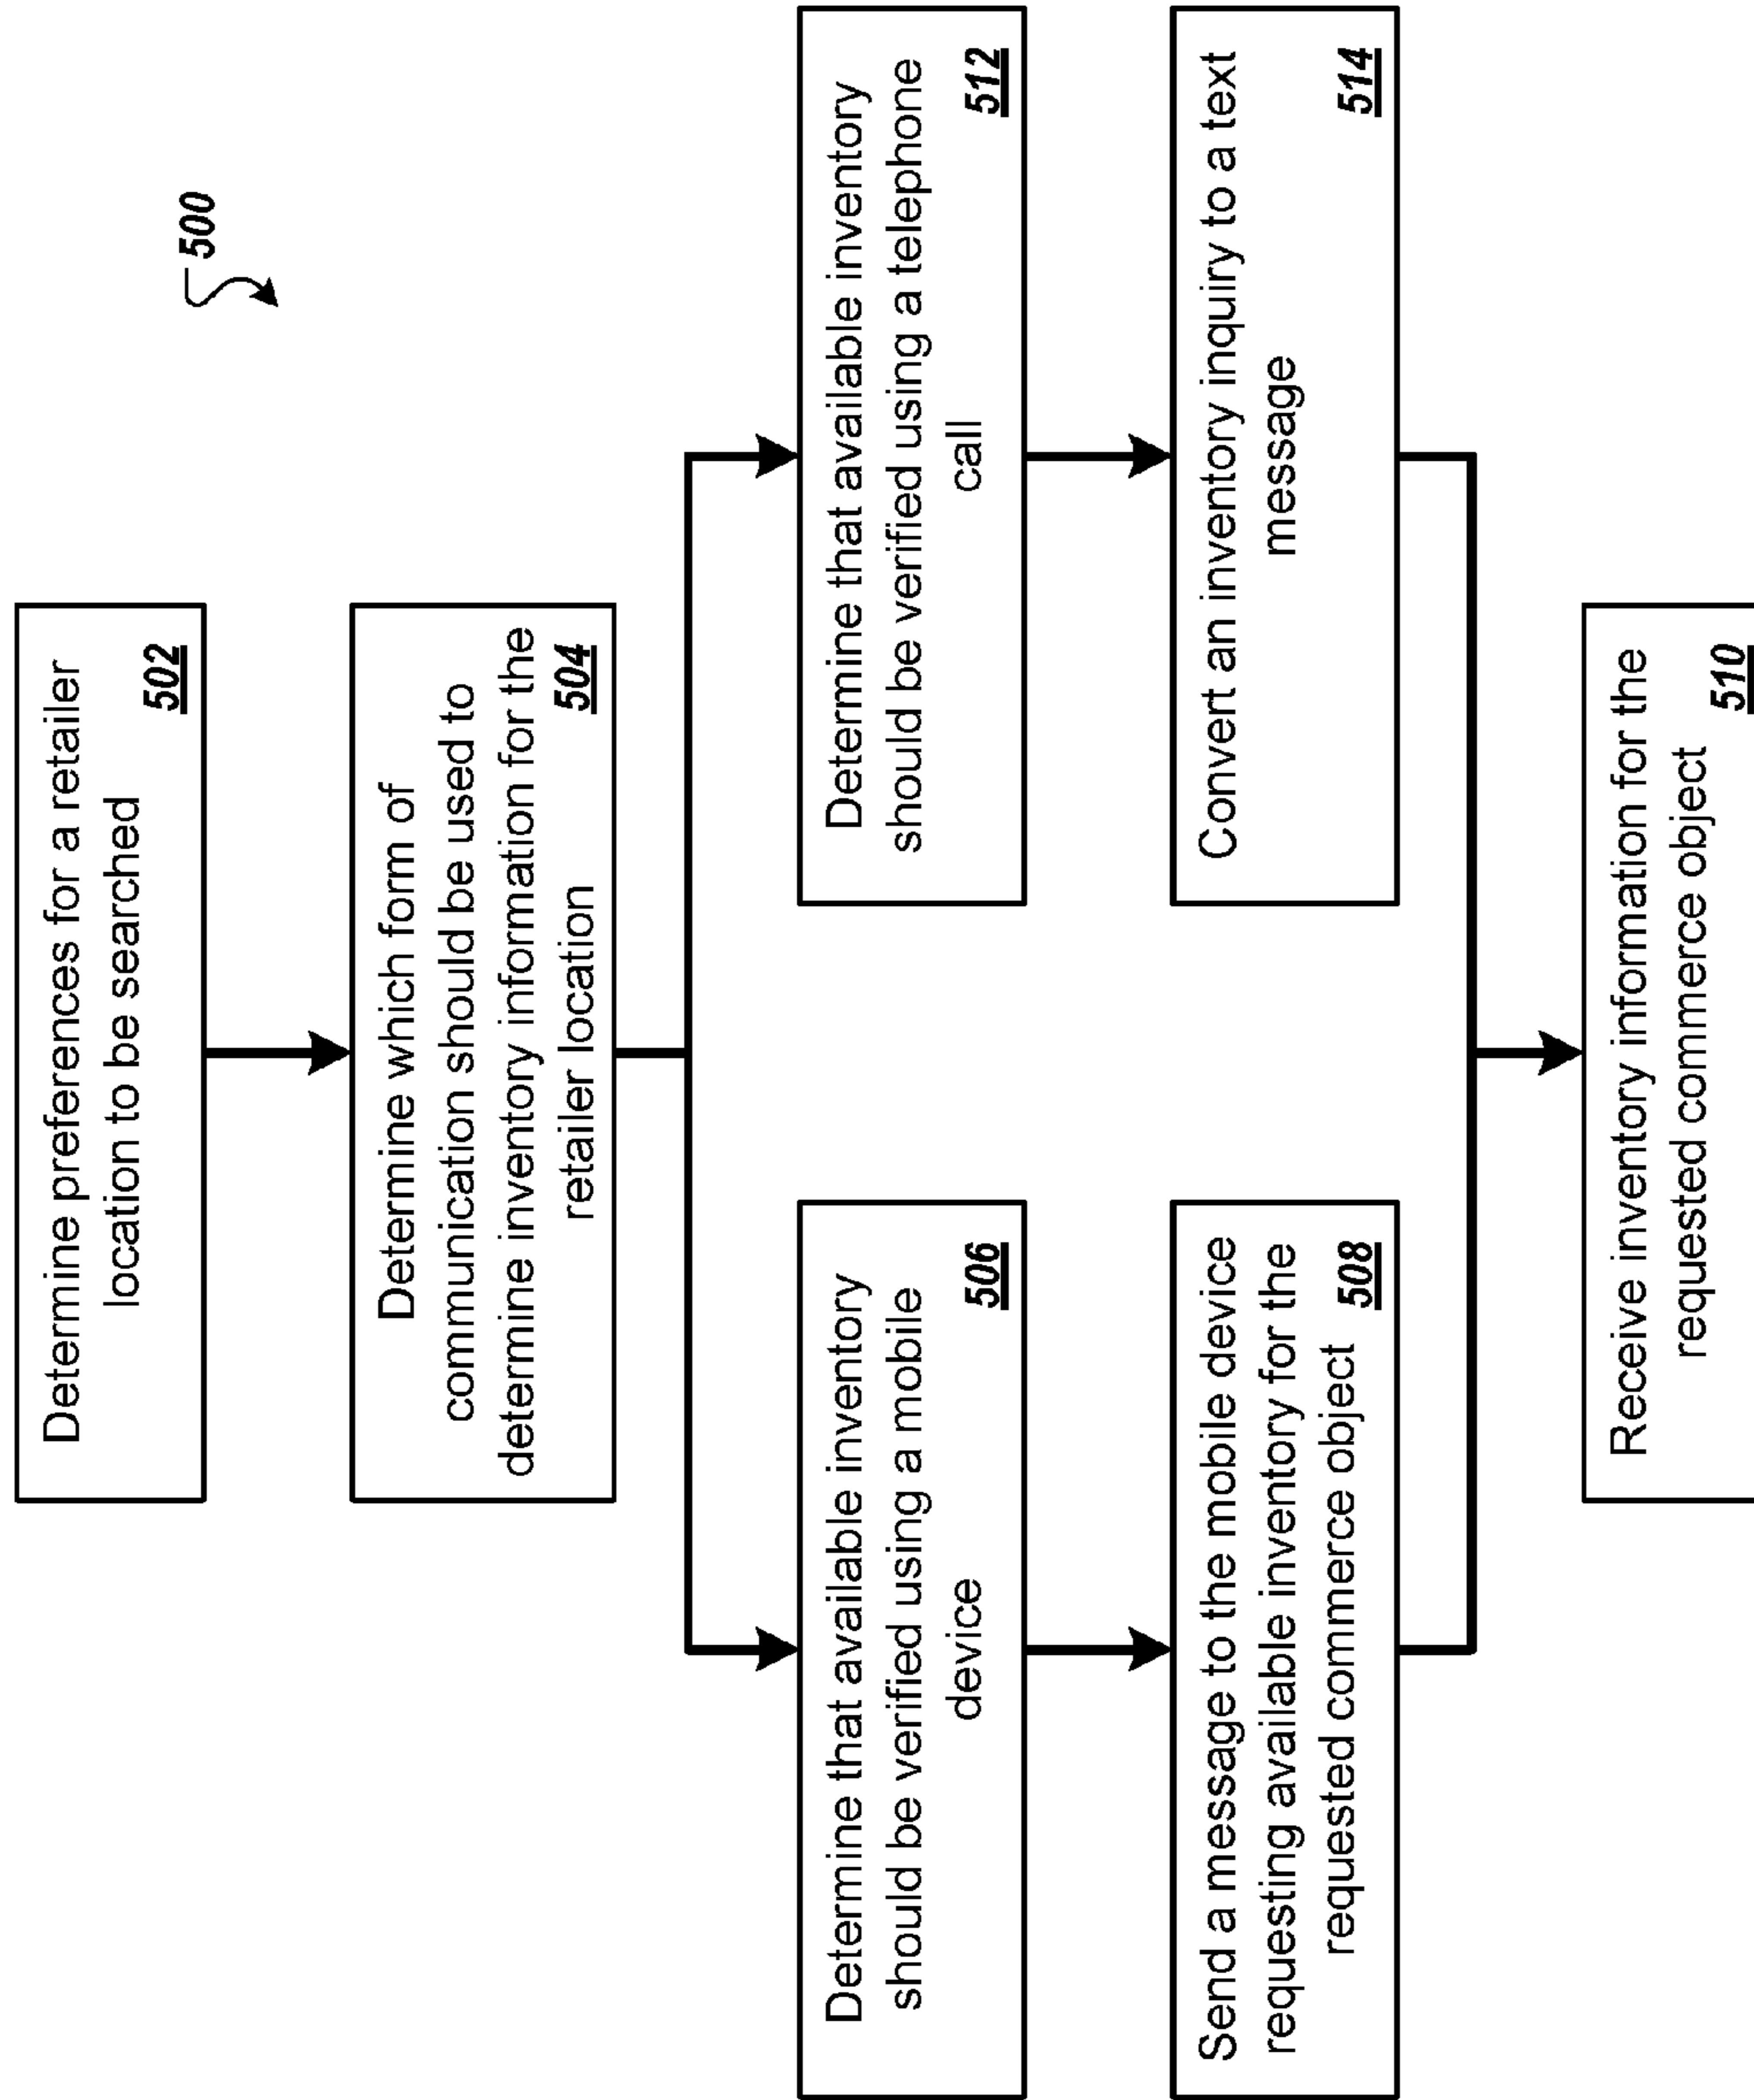 500
Determine preferences for a retailer
location to be searched
502
Determine which form of
communication should be used to
determine inventory information for the
retailer location
504
Determine that available inventory
should be verified using a mobile
device
506
Send a message to the mobile device
requesting available inventory for the
requested commerce object
508
Determine that available inventory
should be verified using a telephone
call
512
Convert an inventory inquiry to a text
message
514
Receive inventory information for the
requested commerce object
510